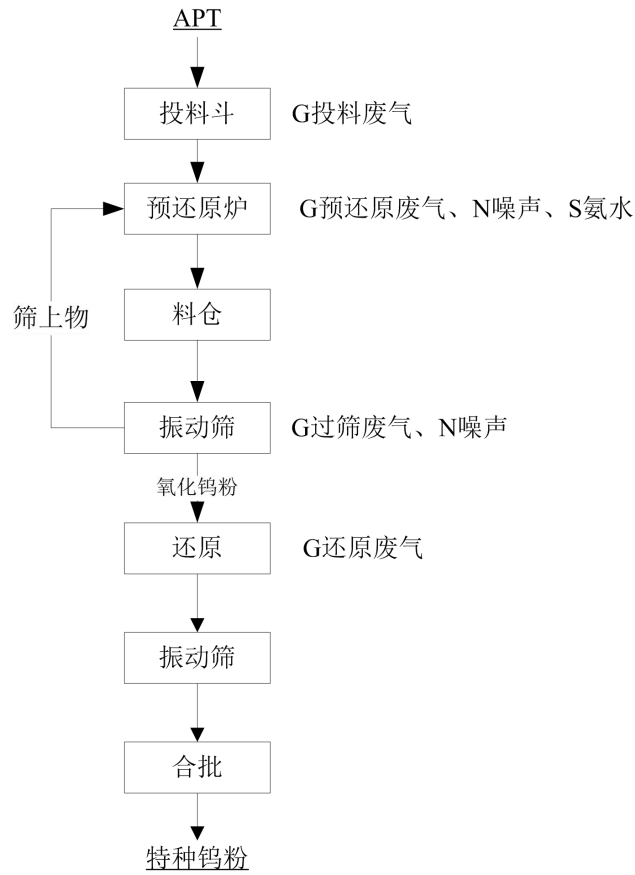 APT
投料斗
G投料废气
预还原炉
G预还原废气、N噪声、S氨水
筛上物
料仓
振动筛
G过筛废气、N噪声
氧化钨粉
还原
G还原废气
振动筛
合批
特种钨粉